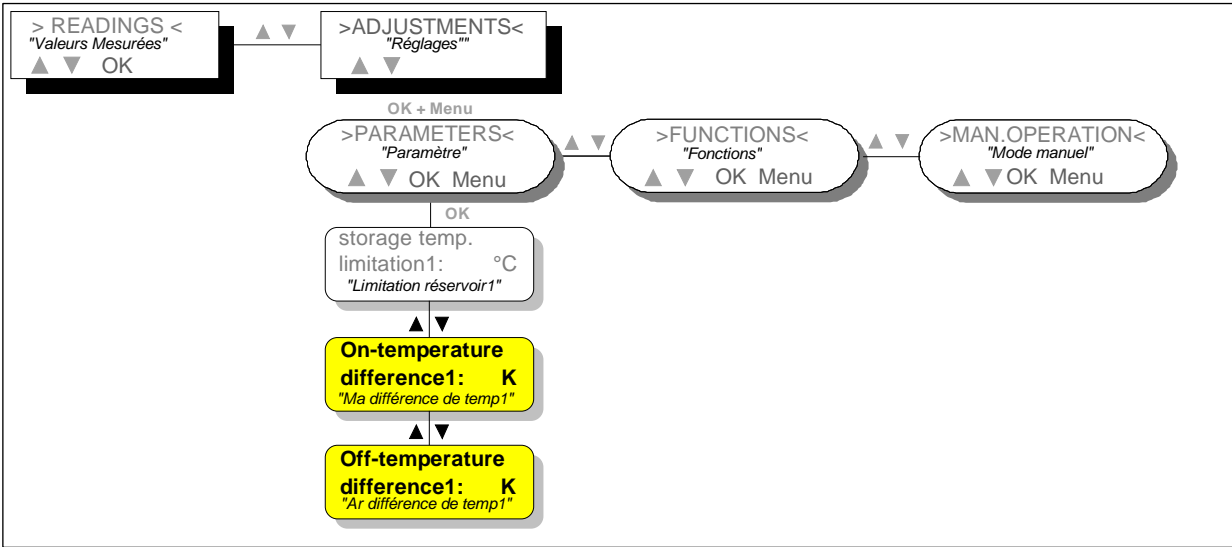 > READINGS <
"Valeurs Mesurées"
▲ ▼ OK
▲ ▼
>ADJUSTMENTS<
"Réglages""
▲ ▼
OK + Menu
>PARAMETERS<
"Paramètre"
▲ ▼ OK Menu
▲ ▼
>FUNCTIONS<
"Fonctions"
▲ ▼ OK Menu
▲ ▼
>MAN.OPERATION<
"Mode manuel"
▲ ▼ OK Menu
OK
storage temp.
limitation1: °C
"Limitation réservoir1"
▲ ▼
On-temperature
difference1: K
"Ma différence de temp1"
▲ ▼
Off-temperature
difference1: K
"Ar différence de temp1"